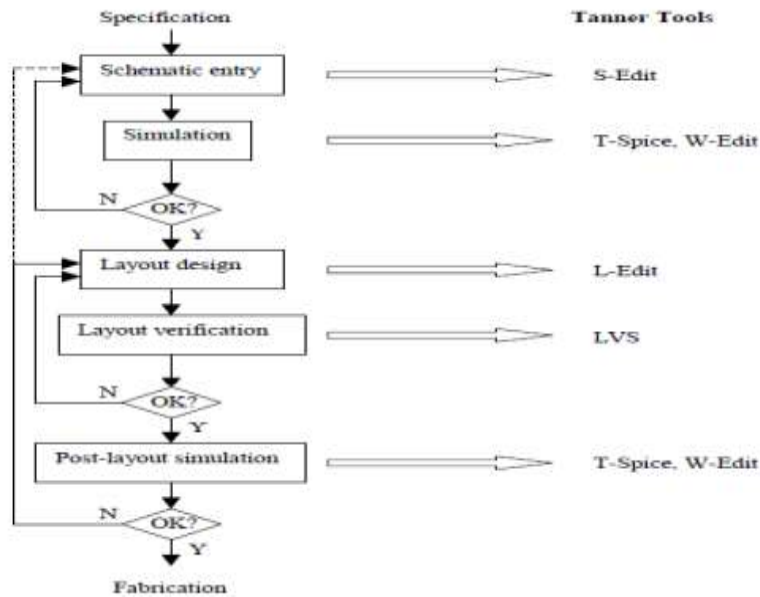 Specification
Tanner Tools
Schematic entry
S-Edit
Simulation
T-Spice, W-Edit
N
OK?
Y
Layout design
L-Edit
Layout verification
LVS
N
OK?
Y
Post-layout simulation
T-Spice, W-Edit
N
OK?
Y
Fabrication